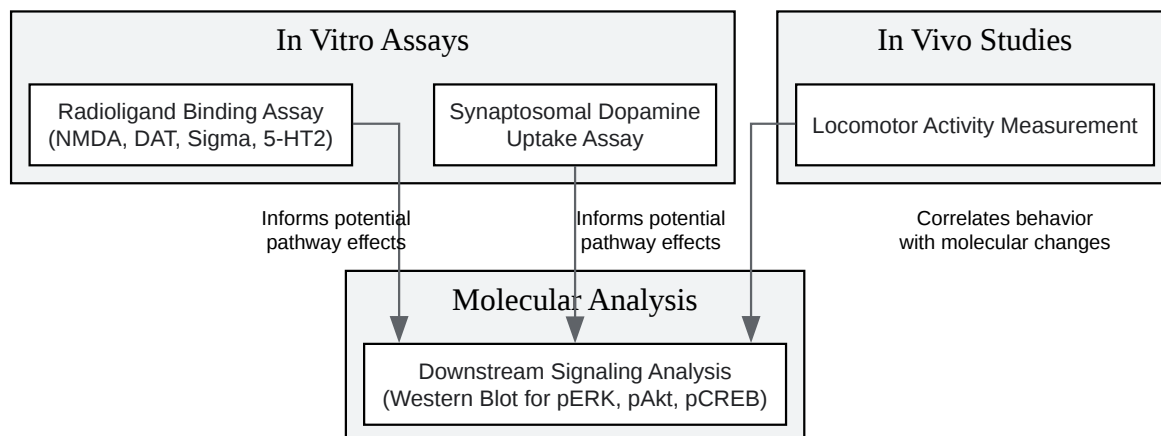 In Vitro Assays
Radioligand Binding Assay
(NMDA, DAT, Sigma, 5-HT2)
Synaptosomal Dopamine
Uptake Assay
In Vivo Studies
Locomotor Activity Measurement
Informs potential
pathway effects
Informs potential
pathway effects
Correlates behavior
with molecular changes
Molecular Analysis
Downstream Signaling Analysis
(Western Blot for pERK, pAkt, pCREB)